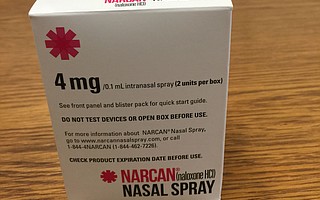 NARCAN® (naloxone HCl)
4 mg /0.1 mL intranasal spray (2 units per box)
See front panel and blister pack for quick start guide.
DO NOT TEST DEVICES OR OPEN BOX BEFORE USE.
For more information about NARCAN® Nasal Spray,
go to www.narcannasalspray.com, or call
1-844-4NARCAN (1-844-462-7226).
CHECK PRODUCT EXPIRATION DATE BEFORE USE.
NARCAN® (naloxone HCl)
NASAL SPRAY